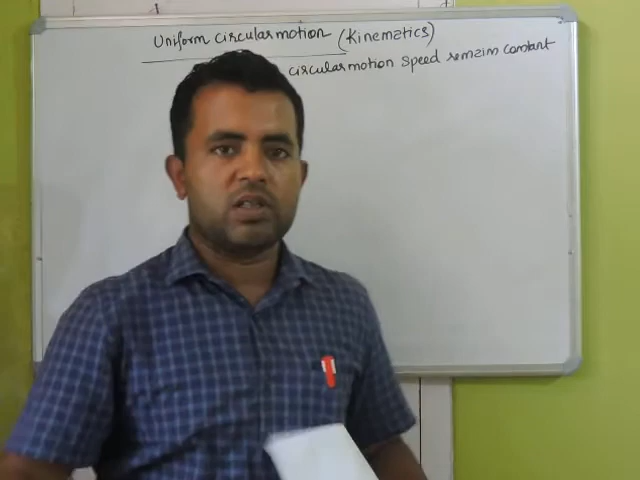 Uniform circular motion (Kinematics)
circular motion speed remain constant